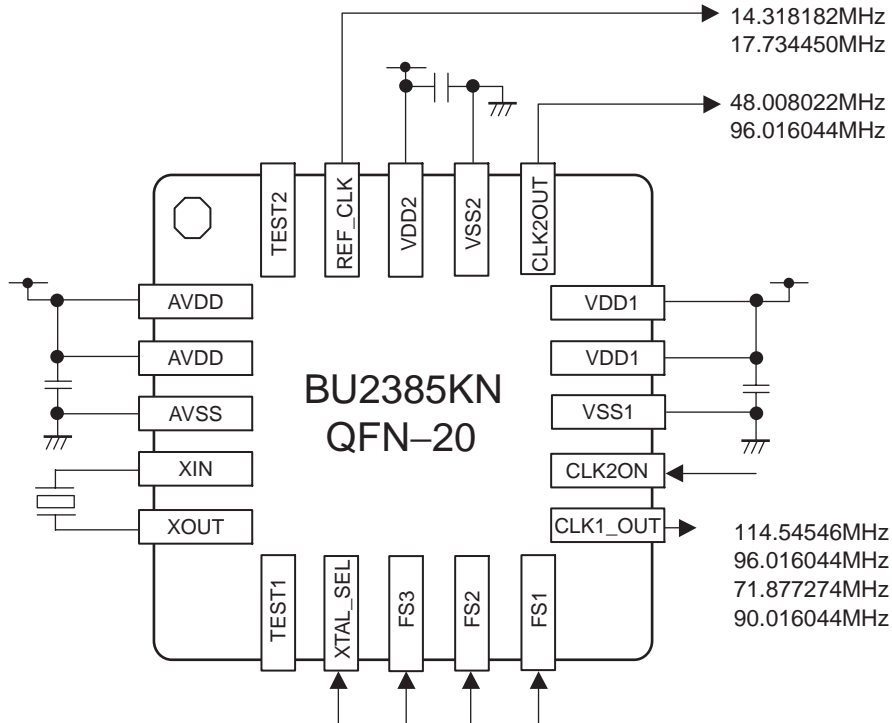 14.318182MHz
17.734450MHz
48.008022MHz
96.016044MHz
TEST2
REF_CLK
VDD2
VSS2
CLK2OUT
AVDD
AVDD
AVSS
XIN
XOUT
BU2385KN
QFN–20
VDD1
VDD1
VSS1
CLK2ON
CLK1_OUT
114.54546MHz
96.016044MHz
71.877274MHz
90.016044MHz
TEST1
XTAL_SEL
FS3
FS2
FS1